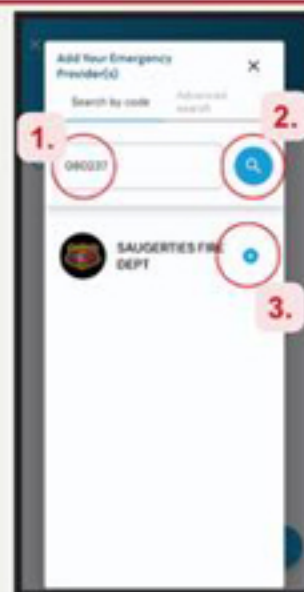 Add Your Emergency
Provider(s)
Search by code
Advanced
search
1.
2.
080237
SAUGERTIES FIRE
DEPT
3.